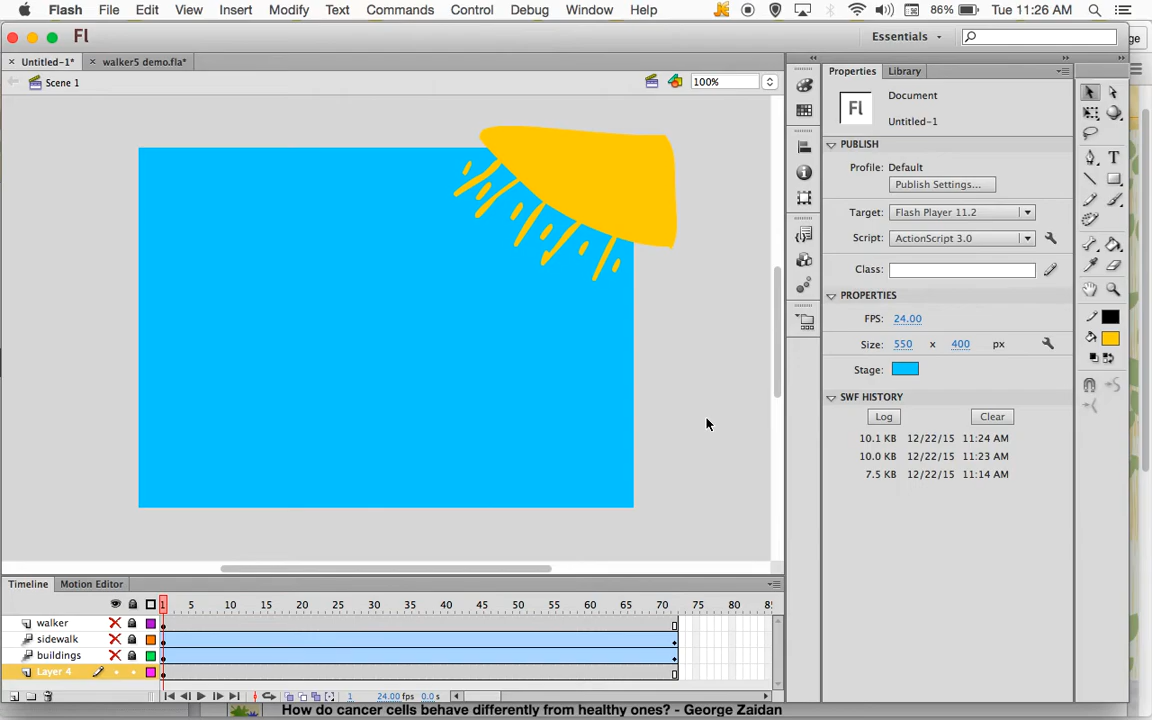 Flash File Edit View Insert Modify Text Commands Control Debug Window Help 86% Tue 11:26 AM
Fl Essentials
Untitled-1* walker5 demo.fla*
Scene 1 100%
Properties Library
Fl Document
Untitled-1
PUBLISH
Profile: Default
Publish Settings...
Target: Flash Player 11.2
Script: ActionScript 3.0
Class:
PROPERTIES
FPS: 24.00
Size: 550 x 400 px
Stage:
SWF HISTORY
Log Clear
10.1 KB 12/22/15 11:24 AM
10.0 KB 12/22/15 11:23 AM
7.5 KB 12/22/15 11:14 AM
T
ge
Timeline Motion Editor
1 5 10 15 20 25 30 35 40 45 50 55 60 65 70 75 80 85
walker
sidewalk
buildings
Layer 4
1 24.00 fps 0.0 s
How do cancer cells behave differently from healthy ones? - George Zaidan